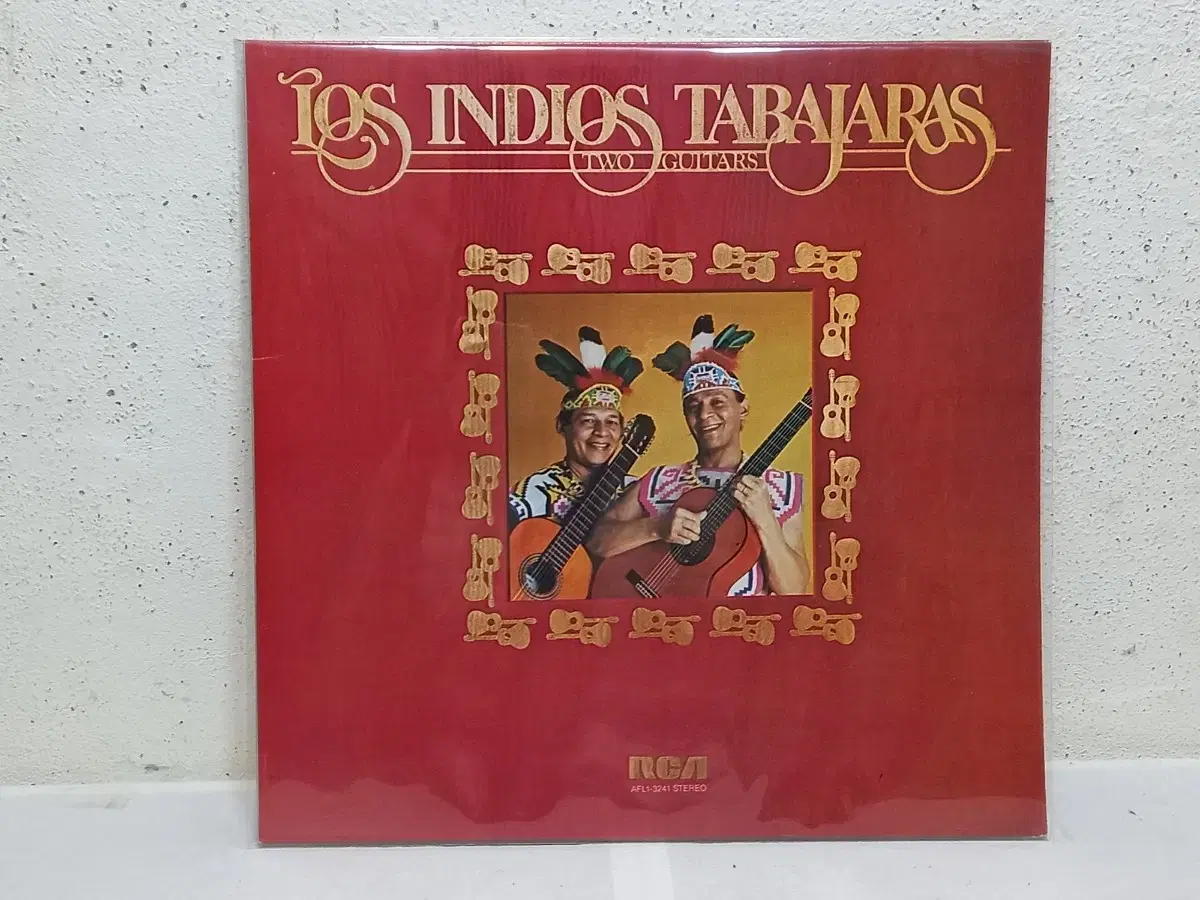 LOS INDIOS TABAJARAS
TWO GUITARS
RCA
AFL1-3241 STEREO